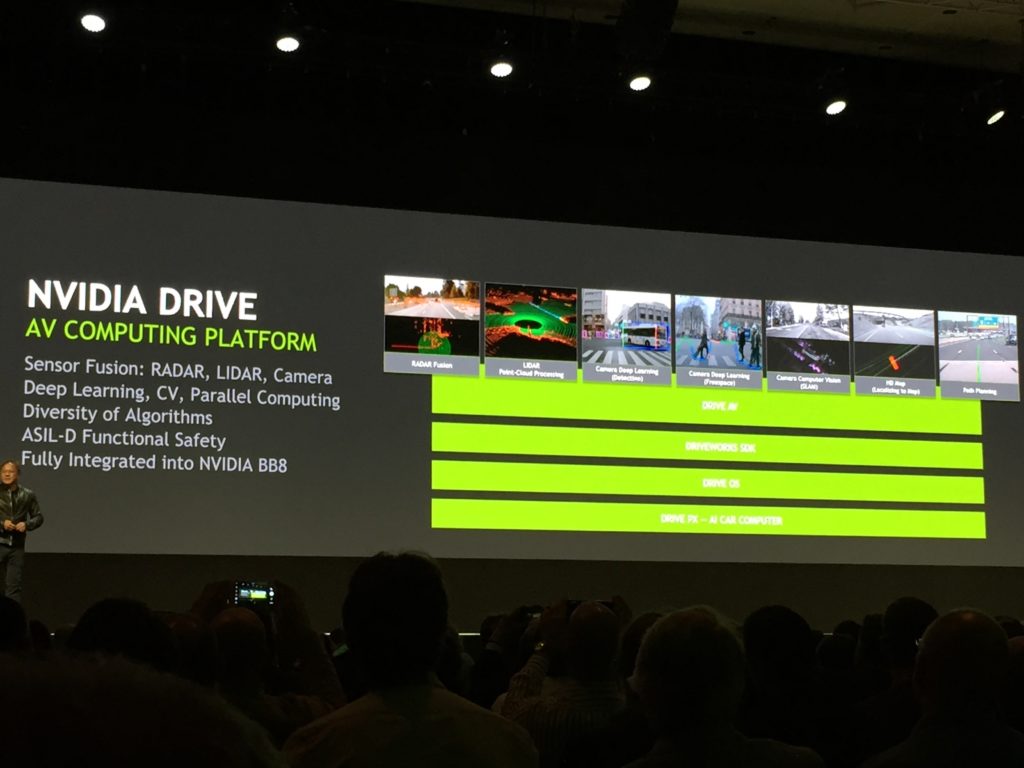 NVIDIA DRIVE
AV COMPUTING PLATFORM
Sensor Fusion: RADAR, LIDAR, Camera
Deep Learning, CV, Parallel Computing
Diversity of Algorithms
ASIL-D Functional Safety
Fully Integrated into NVIDIA BB8
RADAR Fusion
LIDAR
Point-Cloud Processing
Camera Deep Learning
(Detection)
Camera Deep Learning
(Freespace)
Camera Computer Vision
(SLAM)
HD Map
(Localizing to Map)
Path Planning
DRIVE AV
DRIVEWORKS SDK
DRIVE OS
DRIVE PX — AI CAR COMPUTER